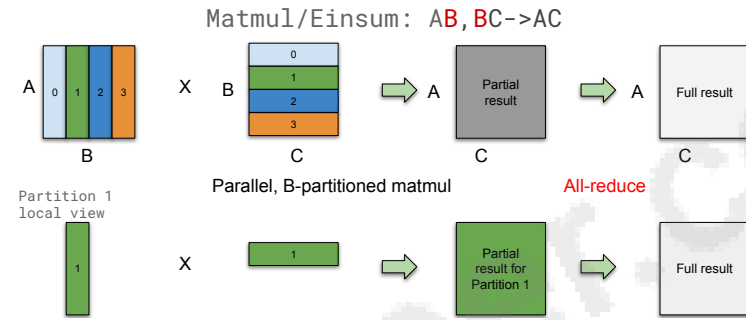 Matmul/Einsum: AB,BC->AC
A
0 1 2 3
B
X
B
0
1
2
3
C
A
Partial
result
C
A
Full result
C
Parallel, B-partitioned matmul
All-reduce
Partition 1
local view
1
X
1
Partial
result for
Partition 1
Full result